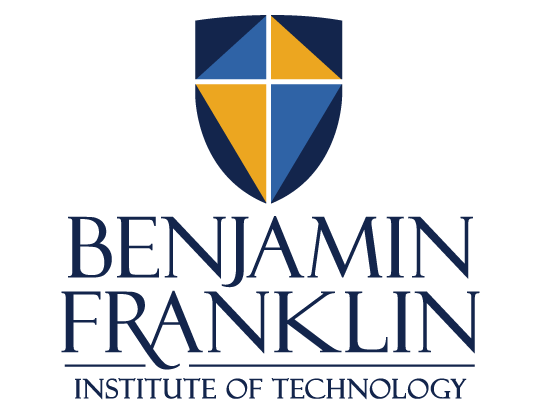 BENJAMIN
FRANKLIN
INSTITUTE OF TECHNOLOGY